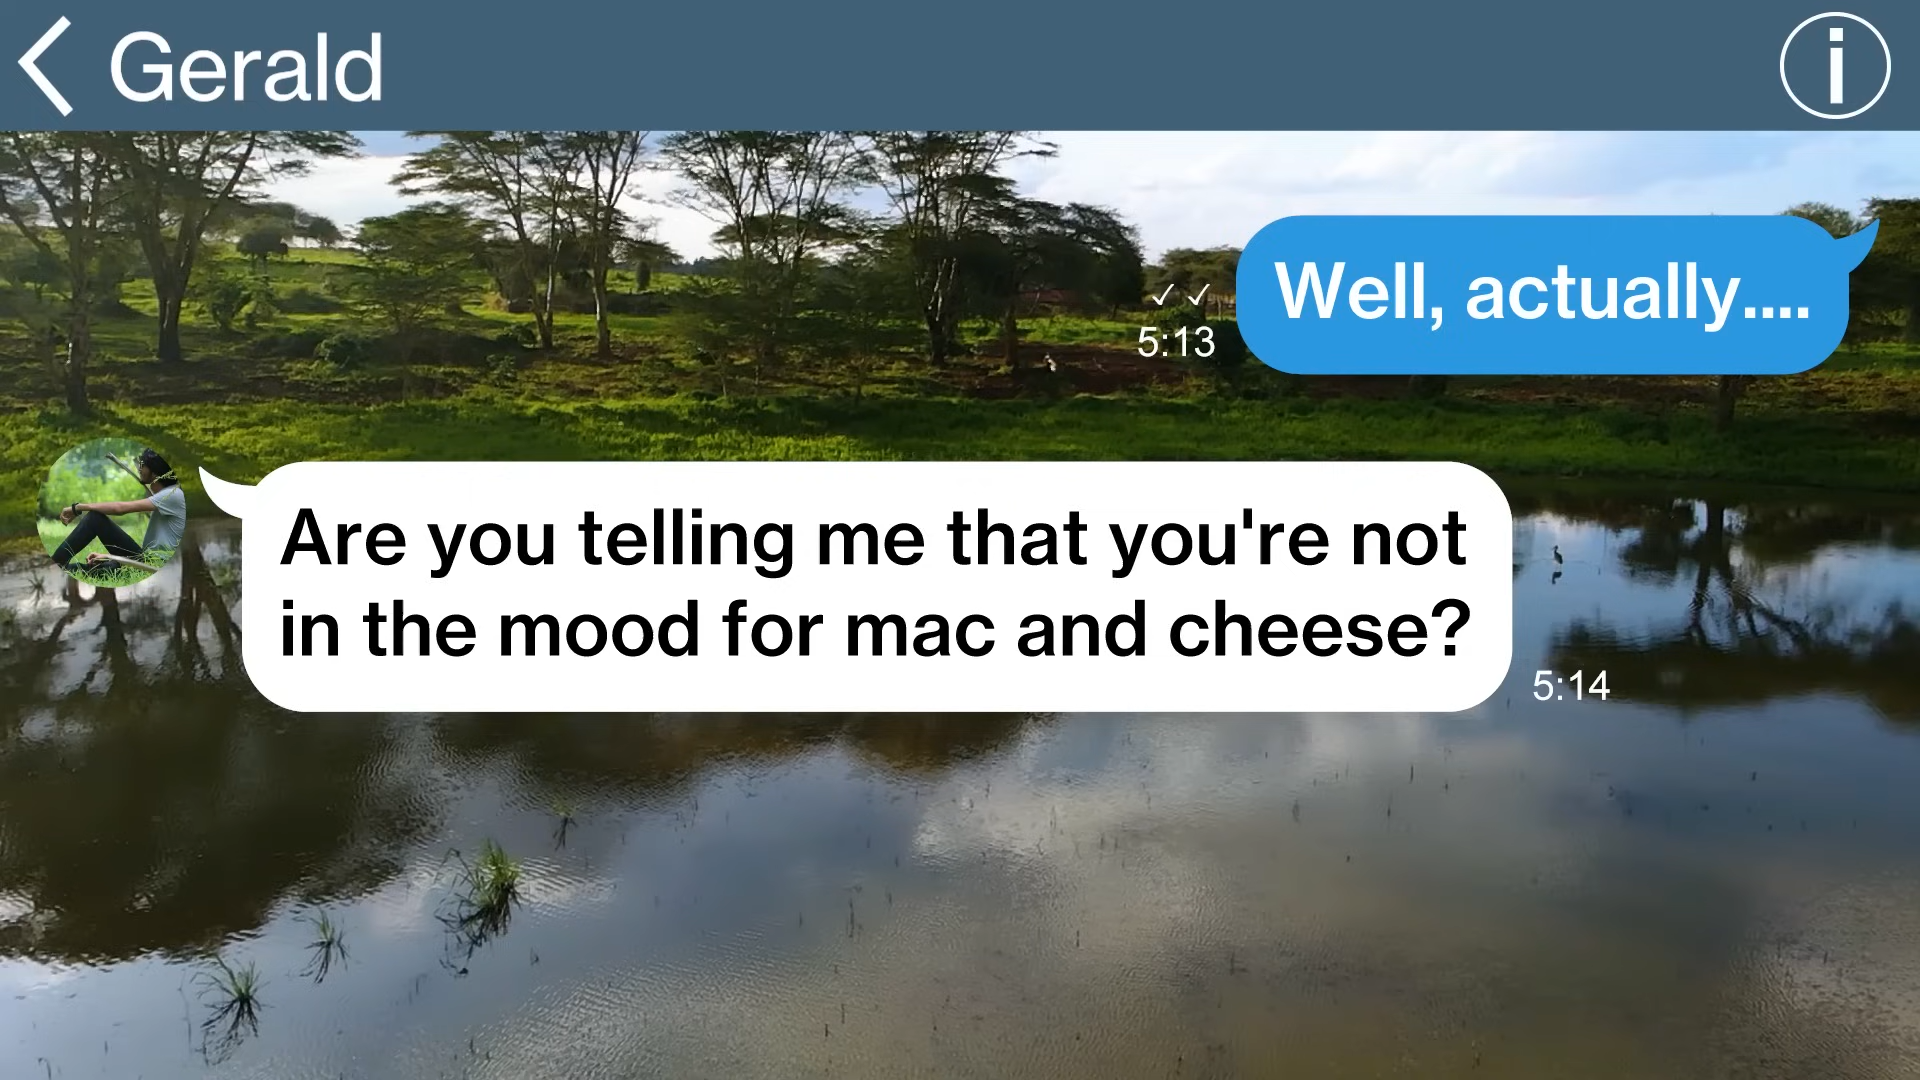 Gerald
Well, actually....
✓✓
5:13
Are you telling me that you're not
in the mood for mac and cheese?
5:14